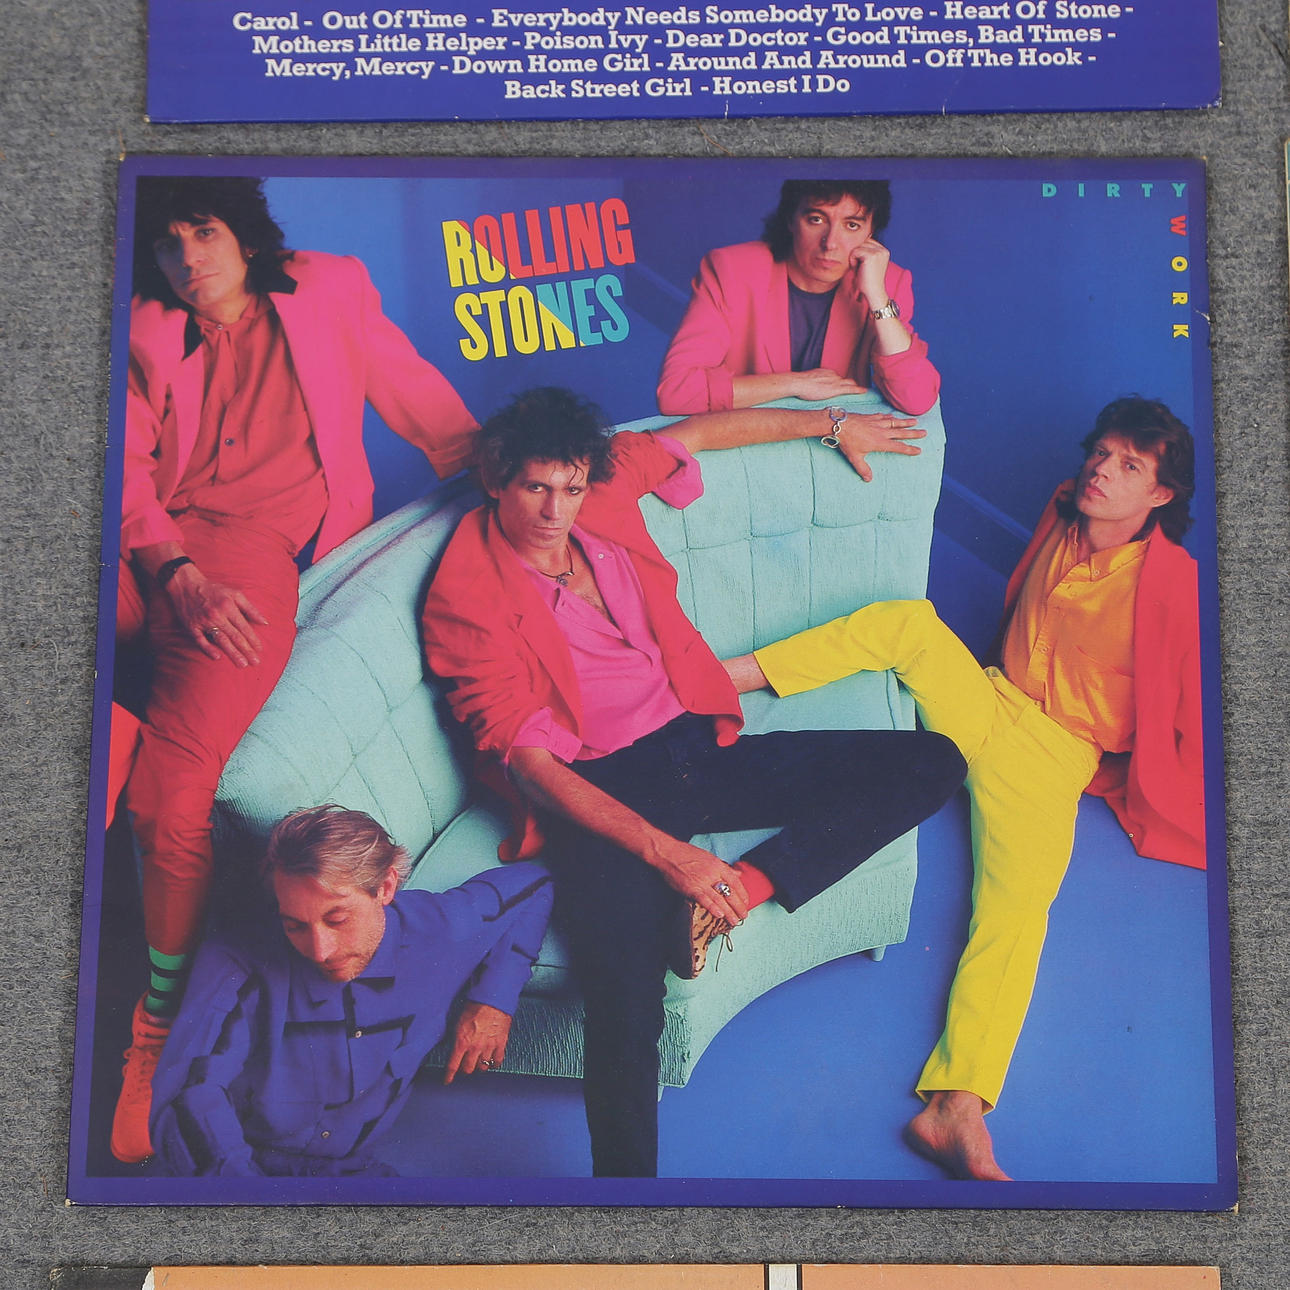 Carol - Out Of Time - Everybody Needs Somebody To Love - Heart Of Stone -
Mothers Little Helper - Poison Ivy - Dear Doctor - Good Times, Bad Times -
Mercy, Mercy - Down Home Girl - Around And Around - Off The Hook -
Back Street Girl - Honest I Do
ROLLING
STONES
DIRTY
WORK